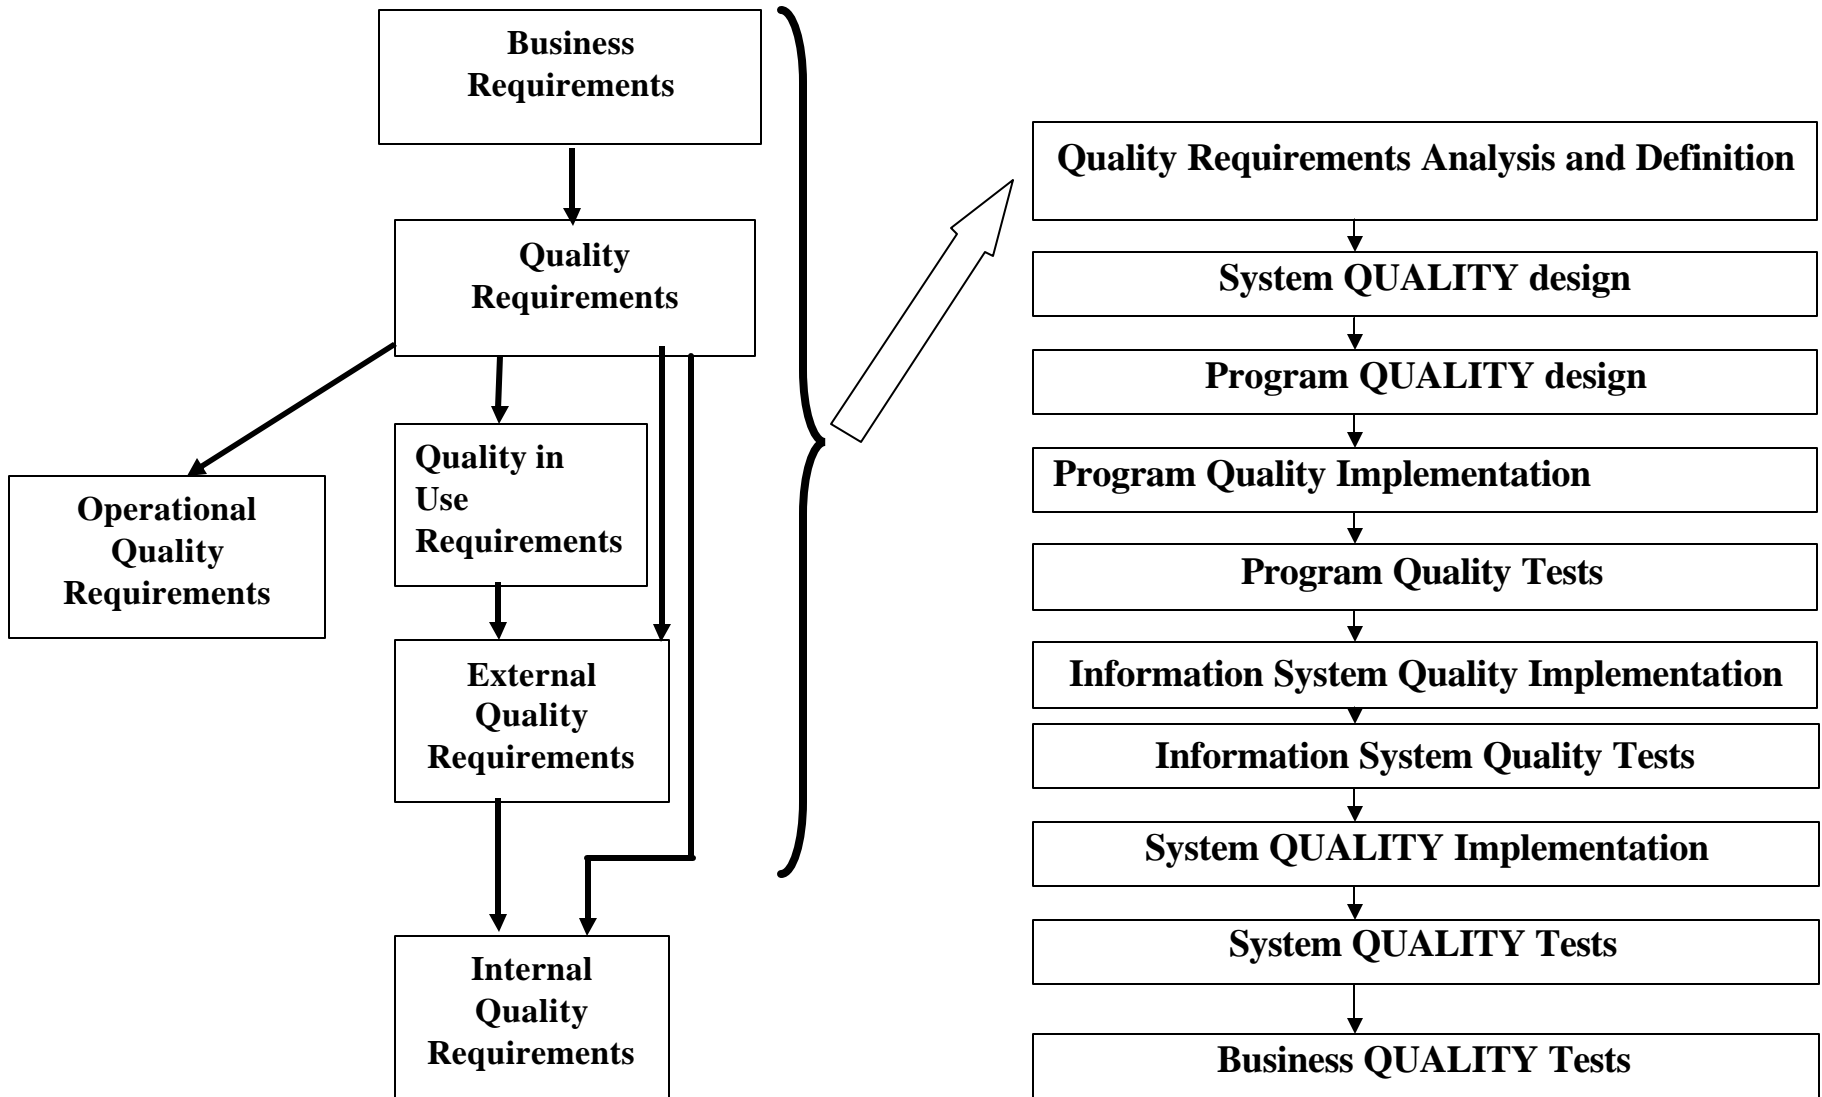 Business
Requirements
Quality
Requirements
Operational
Quality
Requirements
Quality in
Use
Requirements
External
Quality
Requirements
Internal
Quality
Requirements
Quality Requirements Analysis and Definition
System QUALITY design
Program QUALITY design
Program Quality Implementation
Program Quality Tests
Information System Quality Implementation
Information System Quality Tests
System QUALITY Implementation
System QUALITY Tests
Business QUALITY Tests